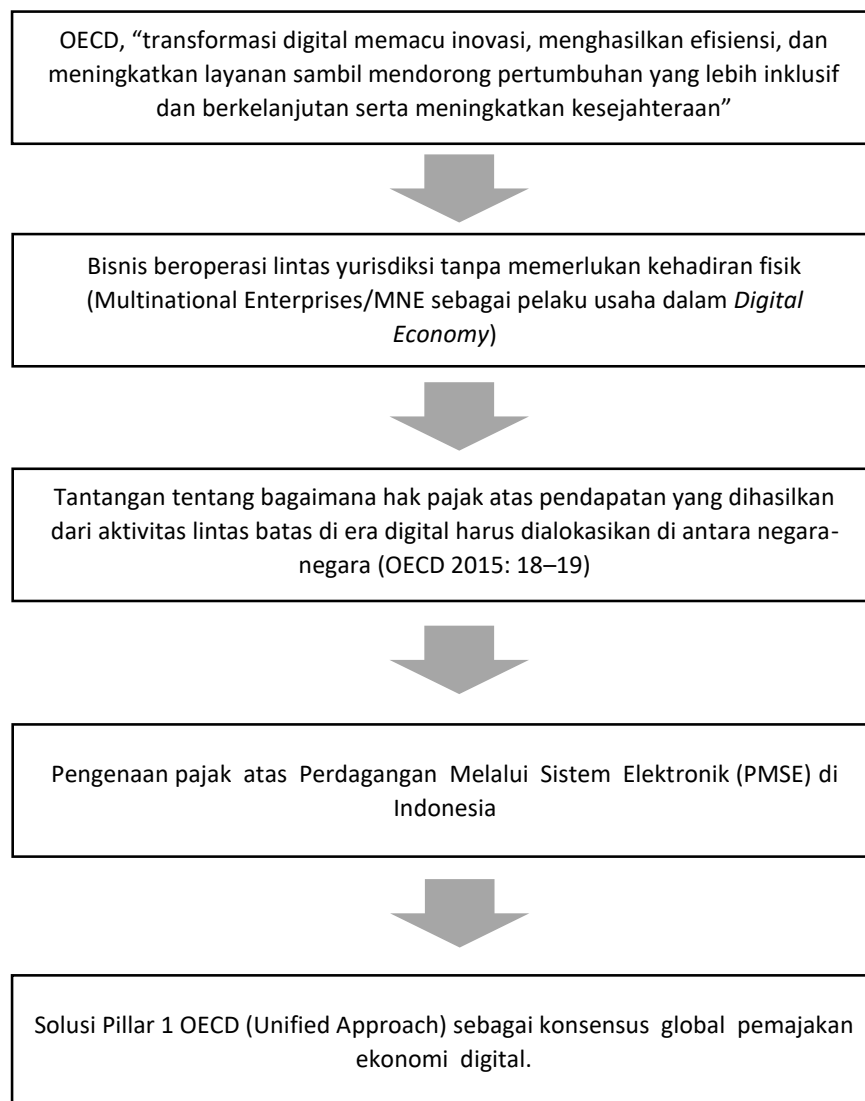 OECD, “transformasi digital memacu inovasi, menghasilkan efisiensi, dan
meningkatkan layanan sambil mendorong pertumbuhan yang lebih inklusif
dan berkelanjutan serta meningkatkan kesejahteraan”
Bisnis beroperasi lintas yurisdiksi tanpa memerlukan kehadiran fisik
(Multinational Enterprises/MNE sebagai pelaku usaha dalam Digital
Economy)
Tantangan tentang bagaimana hak pajak atas pendapatan yang dihasilkan
dari aktivitas lintas batas di era digital harus dialokasikan di antara negara-
negara (OECD 2015: 18–19)
Pengenaan pajak atas Perdagangan Melalui Sistem Elektronik (PMSE) di
Indonesia
Solusi Pillar 1 OECD (Unified Approach) sebagai konsensus global pemajakan
ekonomi digital.